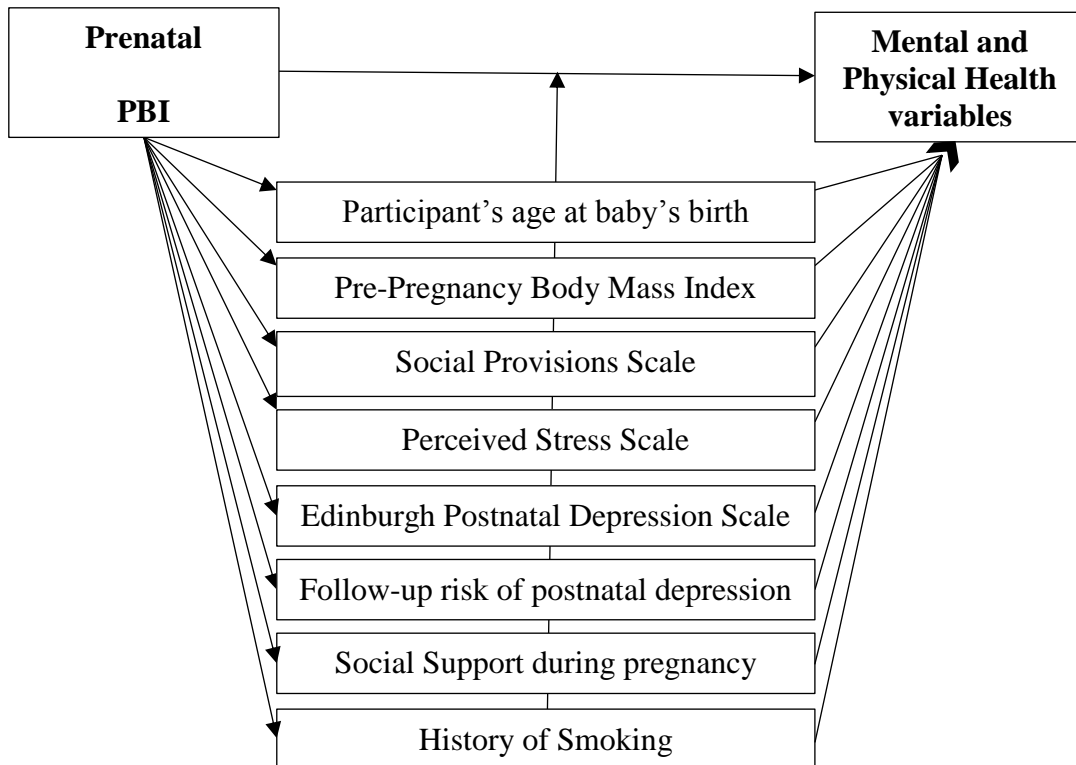 Prenatal
PBI
Mental and
Physical Health
variables
Participant’s age at baby’s birth
Pre-Pregnancy Body Mass Index
Social Provisions Scale
Perceived Stress Scale
Edinburgh Postnatal Depression Scale
Follow-up risk of postnatal depression
Social Support during pregnancy
History of Smoking